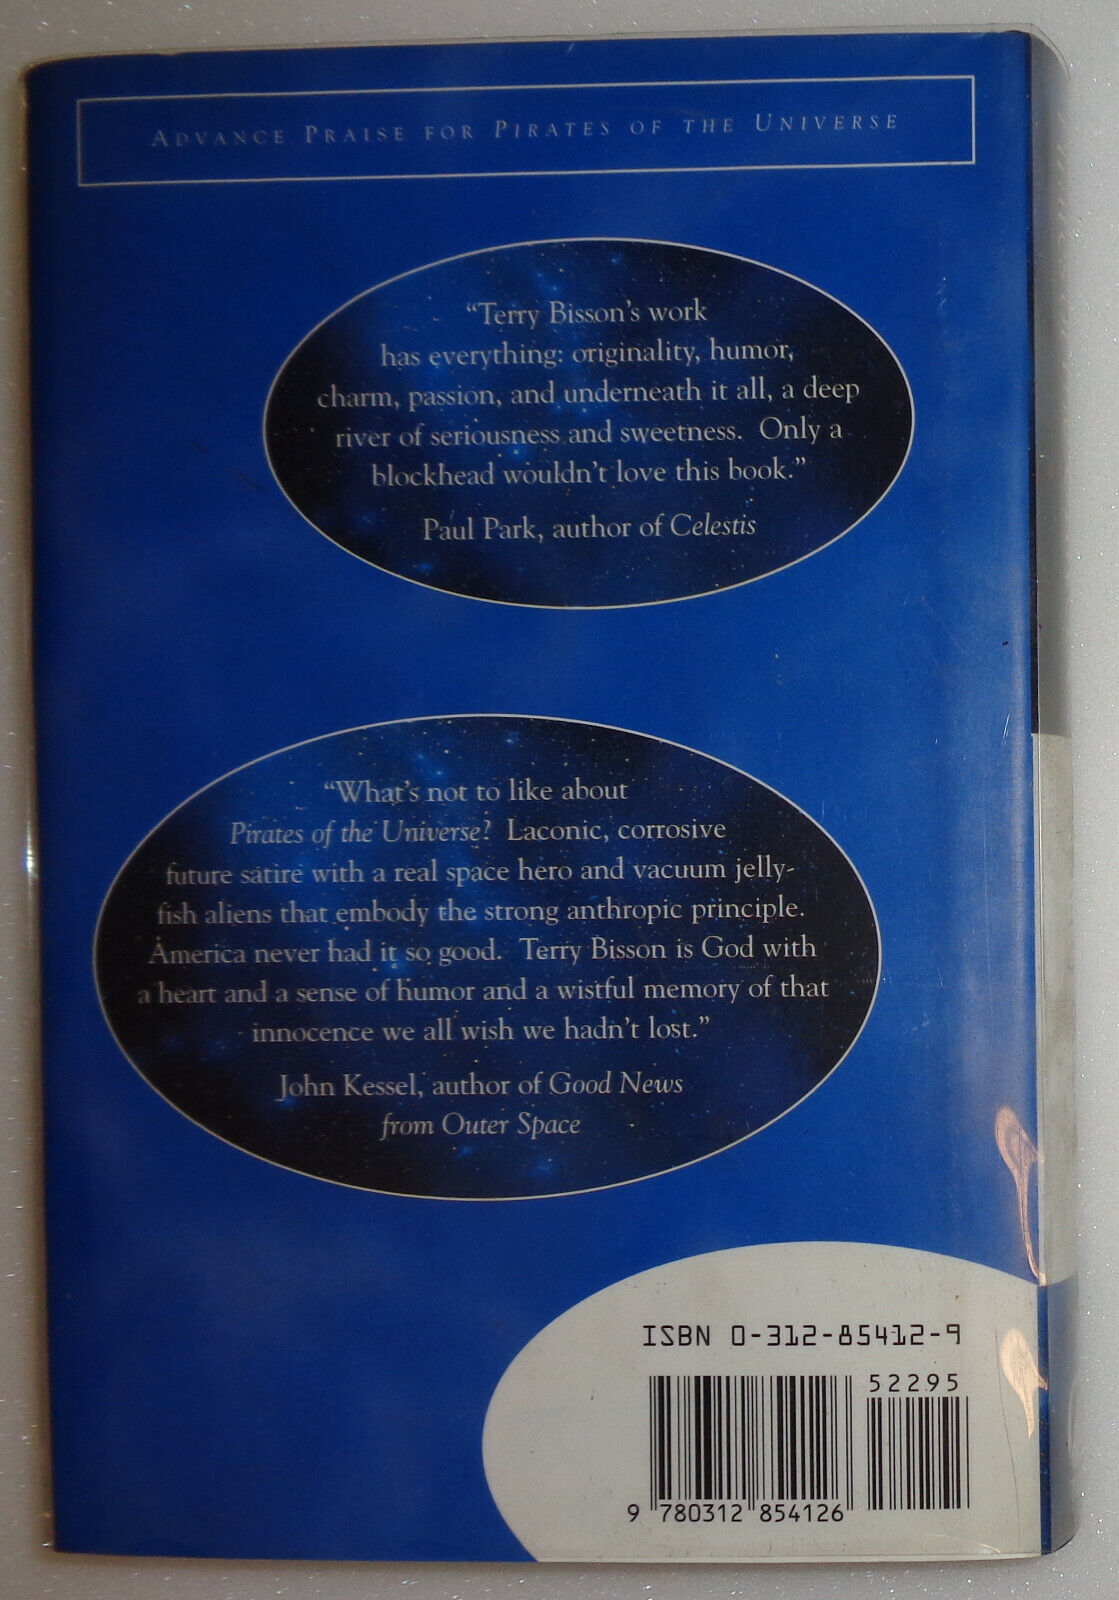 ADVANCE PRAISE FOR PIRATES OF THE UNIVERSE
“Terry Bisson’s work
has everything: originality, humor,
charm, passion, and underneath it all, a deep
river of seriousness and sweetness. Only a
blockhead wouldn’t love this book.”
Paul Park, author of Celestis
“What’s not to like about
Pirates of the Universe? Laconic, corrosive
future satire with a real space hero and vacuum jelly-
fish aliens that embody the strong anthropic principle.
America never had it so good. Terry Bisson is God with
a heart and a sense of humor and a wistful memory of that
innocence we all wish we hadn’t lost.”
John Kessel, author of Good News
from Outer Space
ISBN 0-312-85412-9
52295
9 780312 854126